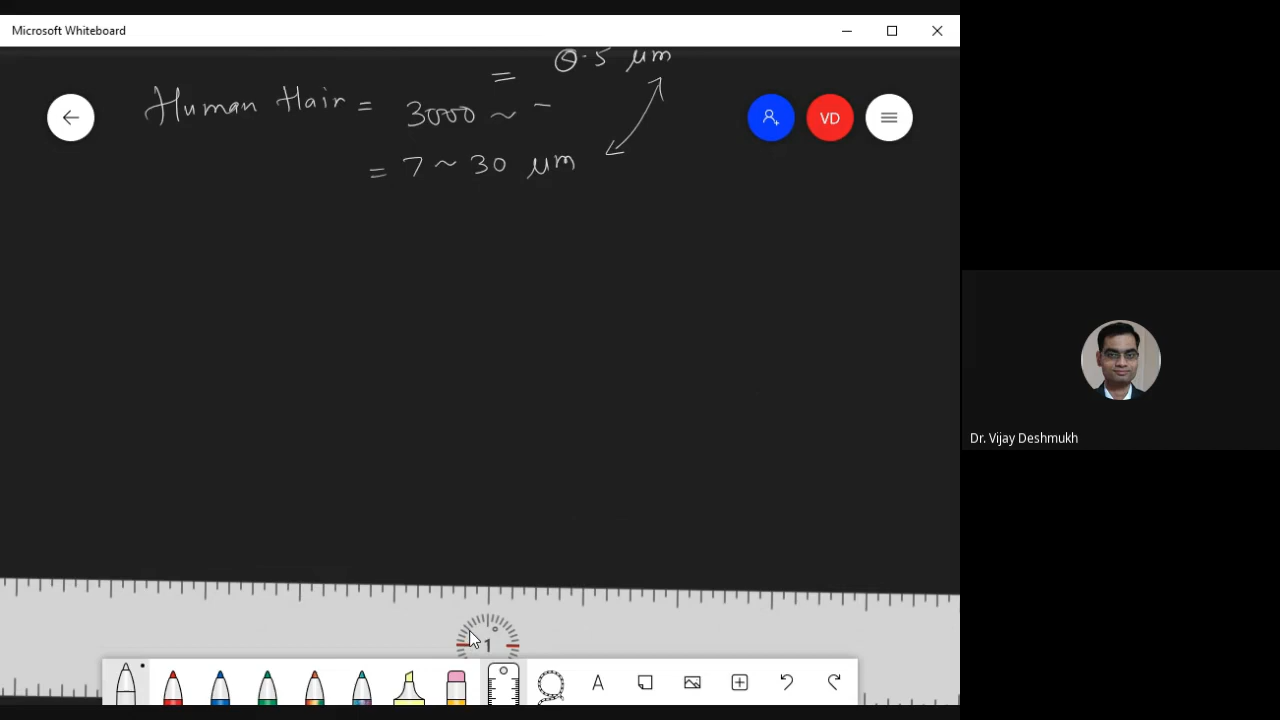 Microsoft Whiteboard
= 0.5 μm
Human Hair = 3000 ~ -
= 7 ~ 30 μm
VD
Dr. Vijay Deshmukh
1°
A